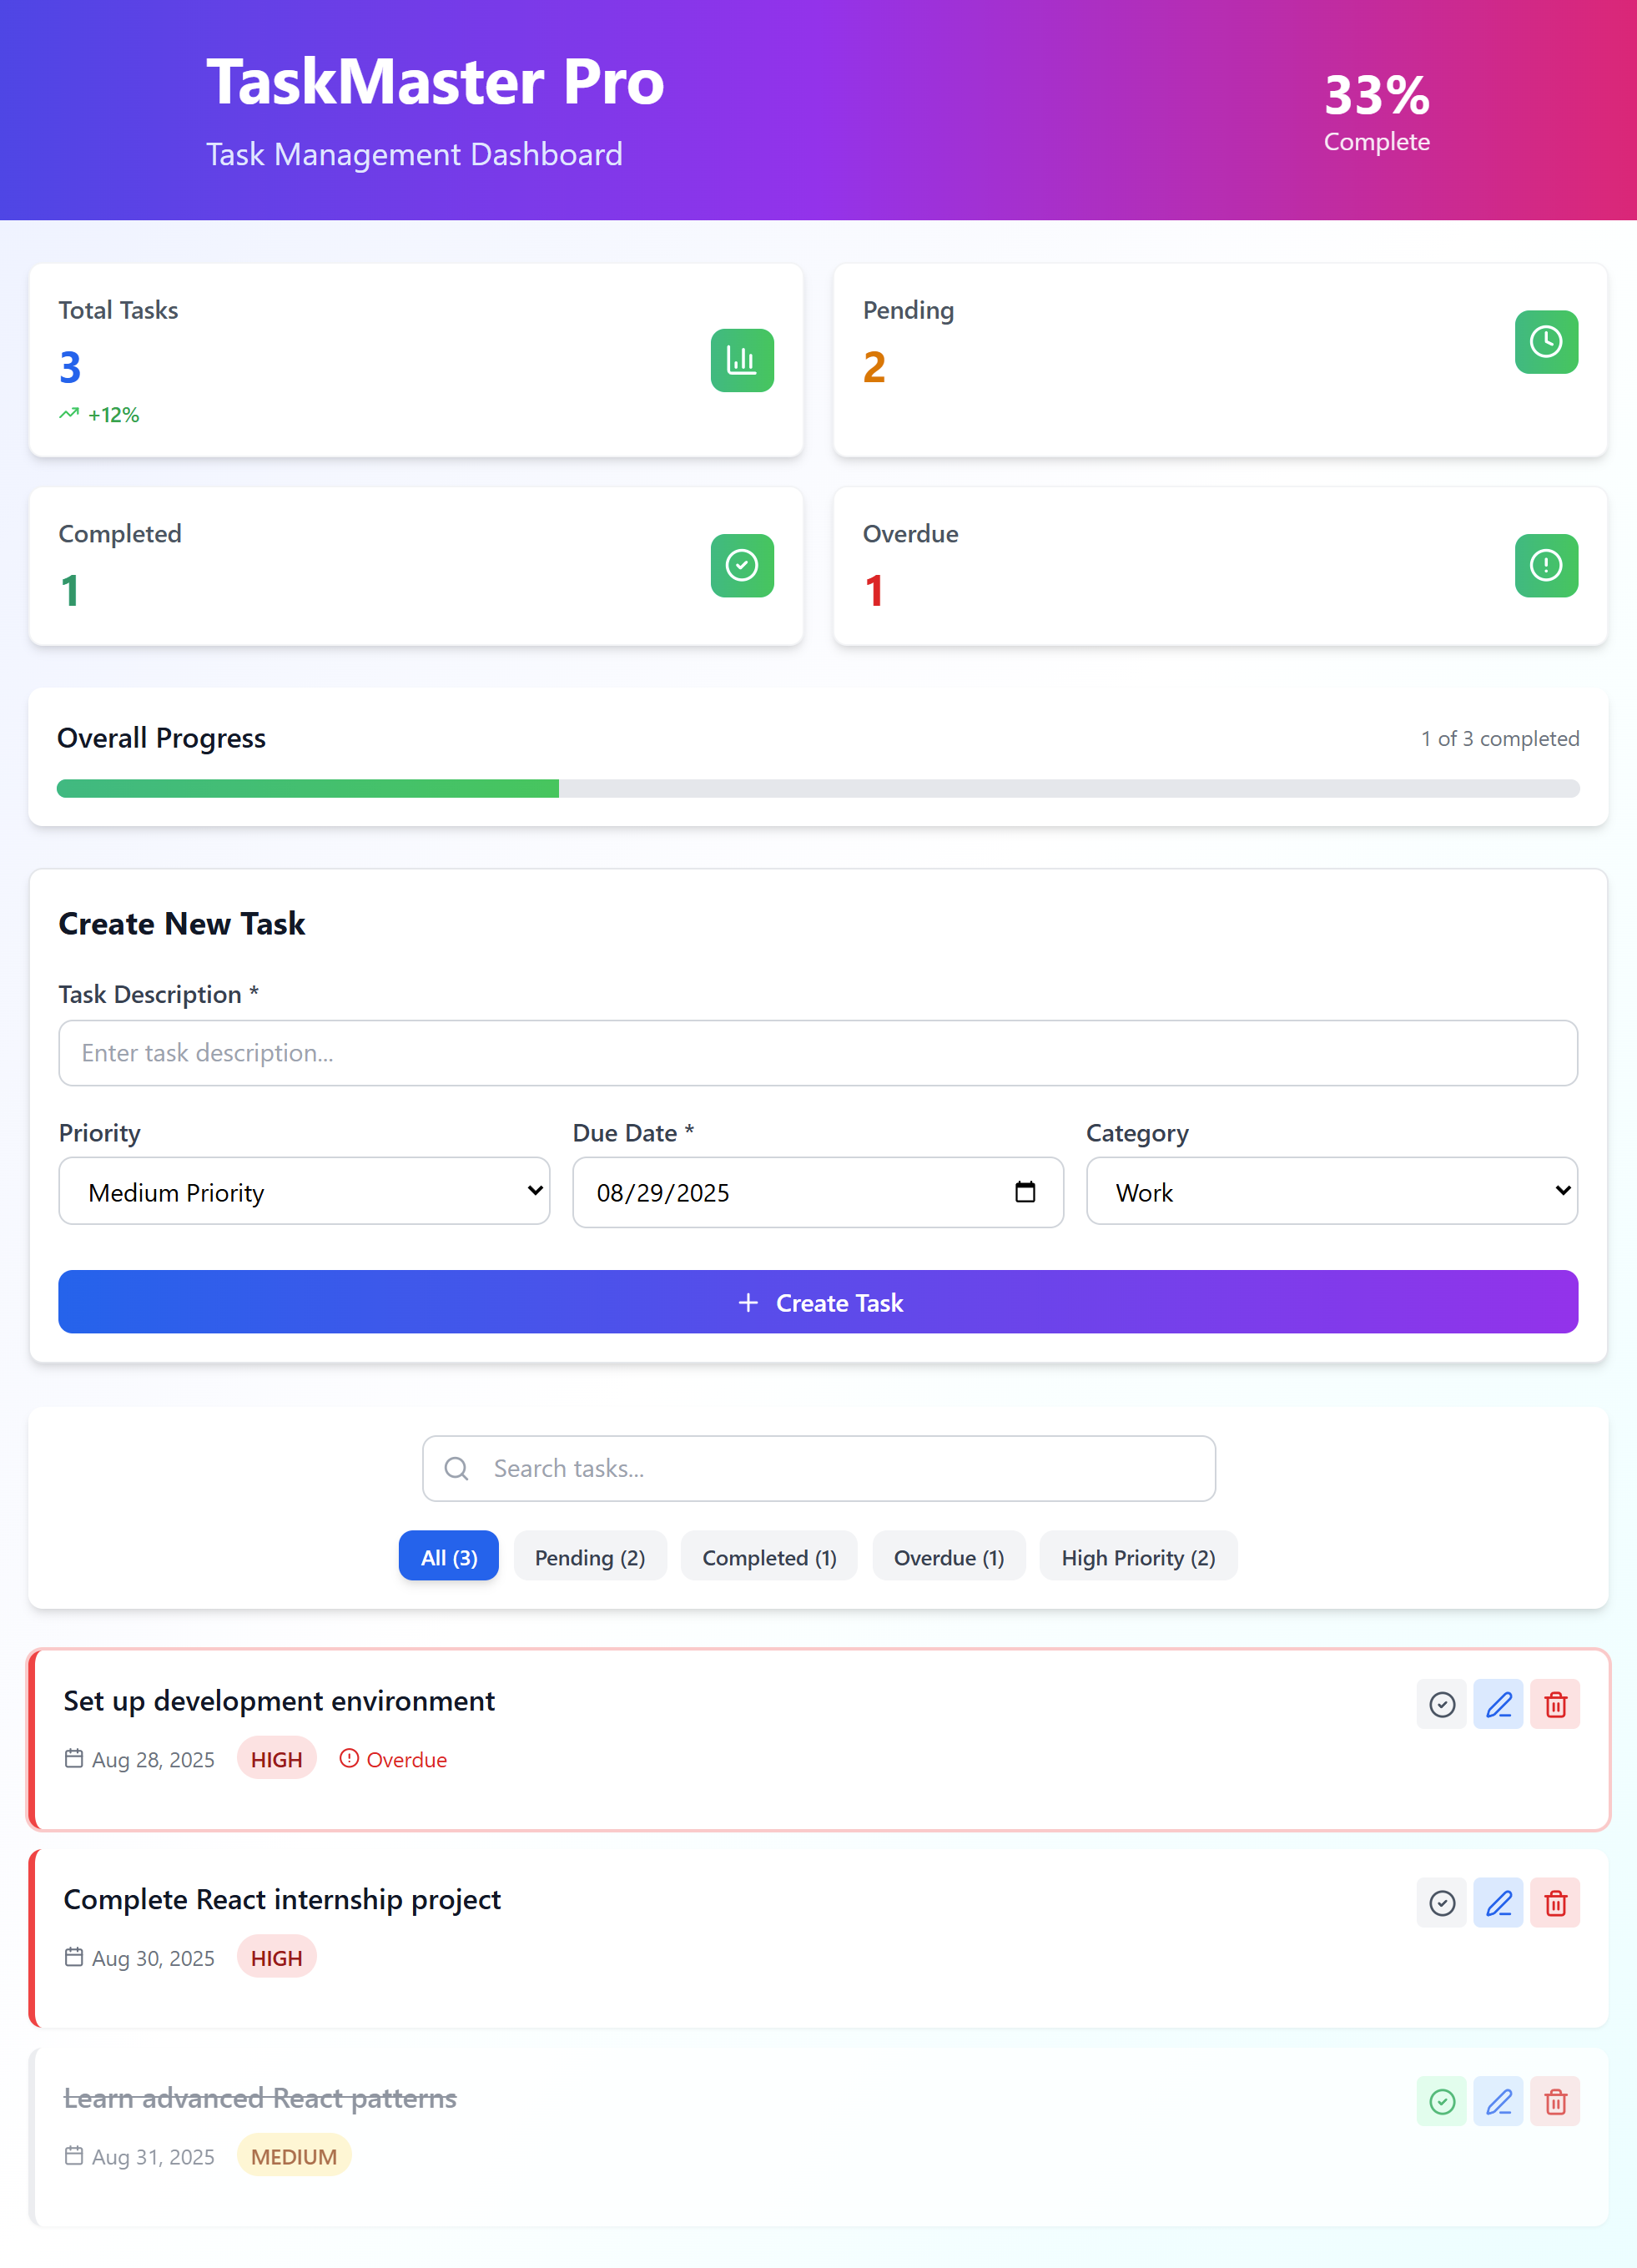 TaskMaster Pro
Task Management Dashboard
33%
Complete
Total Tasks
3
+12%
Pending
2
Completed
1
Overdue
1
Overall Progress
1 of 3 completed
Create New Task
Task Description *
Enter task description...
Priority
Due Date *
Category
Medium Priority
08/29/2025
Work
Create Task
Search tasks...
All (3)
Pending (2)
Completed (1)
Overdue (1)
High Priority (2)
Set up development environment
Aug 28, 2025
HIGH
Overdue
Complete React internship project
Aug 30, 2025
HIGH
Learn advanced React patterns
Aug 31, 2025
MEDIUM